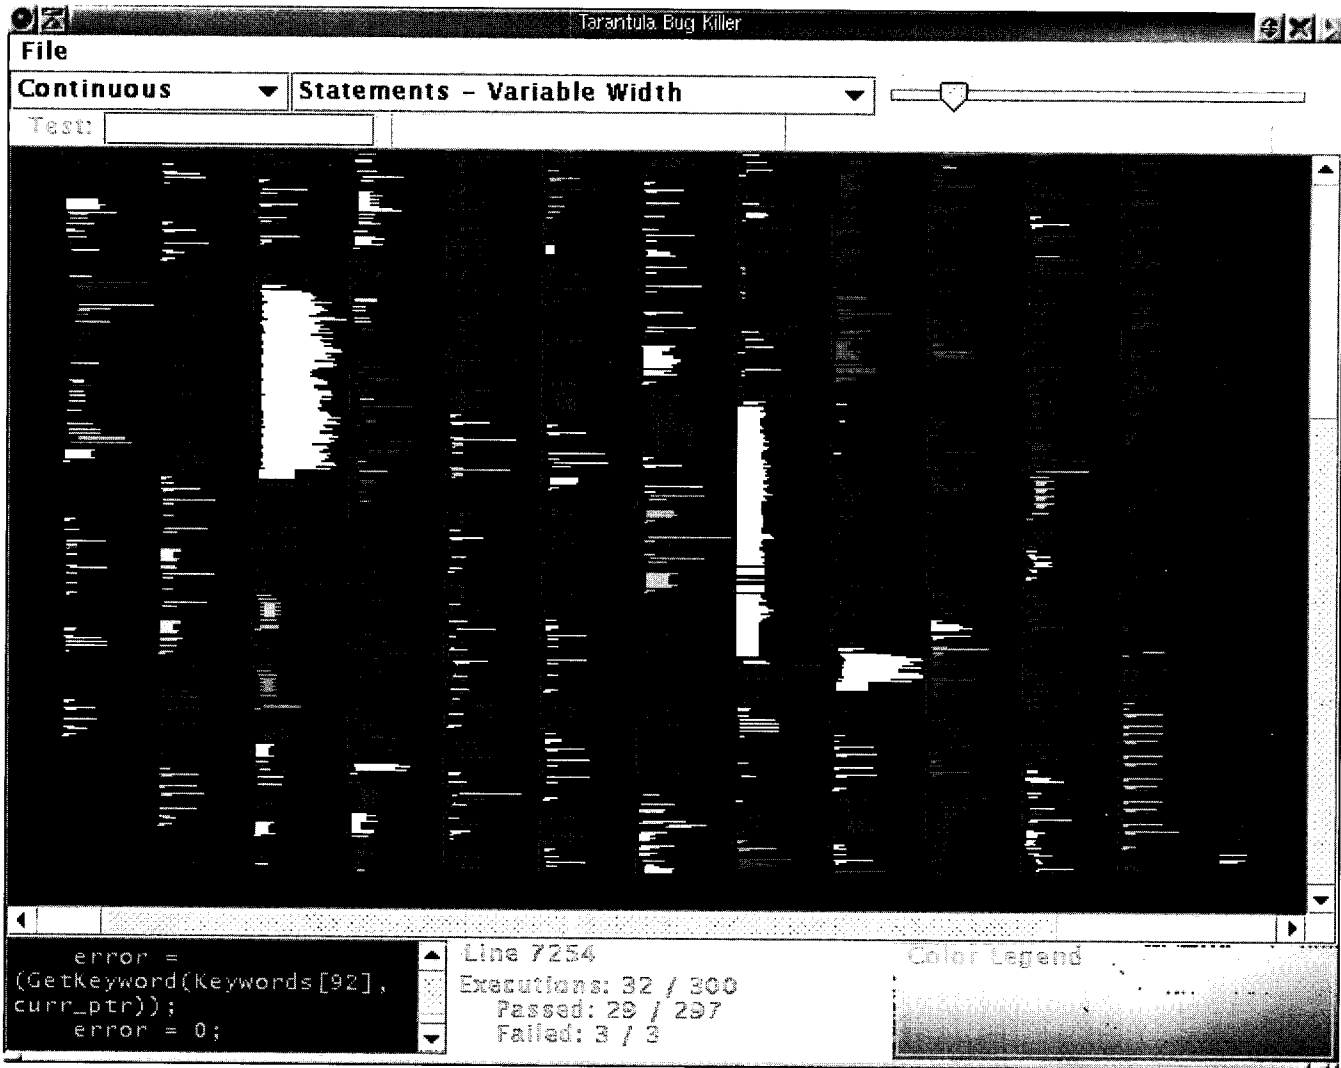 Tarantula Bug Killer
File
Continuous
Statements – Variable Width
Test:
error =
(GetKeyword(Keywords[92],
curr_ptr));
error = 0;
Line 7254
Executions: 32 / 300
Passed: 29 / 297
Failed: 3 / 3
Color Legend